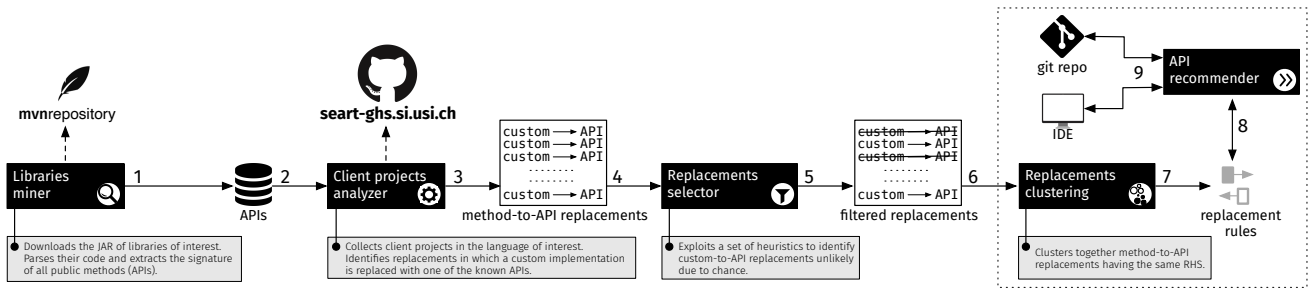 mvnrepository
Libraries
miner
1
APIs
Downloads the JAR of libraries of interest.
Parses their code and extracts the signature
of all public methods (APIs).
2
seart-ghs.si.usi.ch
Client projects
analyzer
Collects client projects in the language of interest.
Identifies replacements in which a custom implementation
is replaced with one of the known APIs.
3
custom API
custom API
custom API
........
........
custom API
method-to-API replacements
4
Replacements
selector
Exploits a set of heuristics to identify
custom-to-API replacements unlikely
due to chance.
5
custom API
custom API
custom API
........
........
custom API
filtered replacements
6
git repo
IDE
9
API
recommender
8
Replacements
clustering
7
replacement
rules
Clusters together method-to-API
replacements having the same RHS.